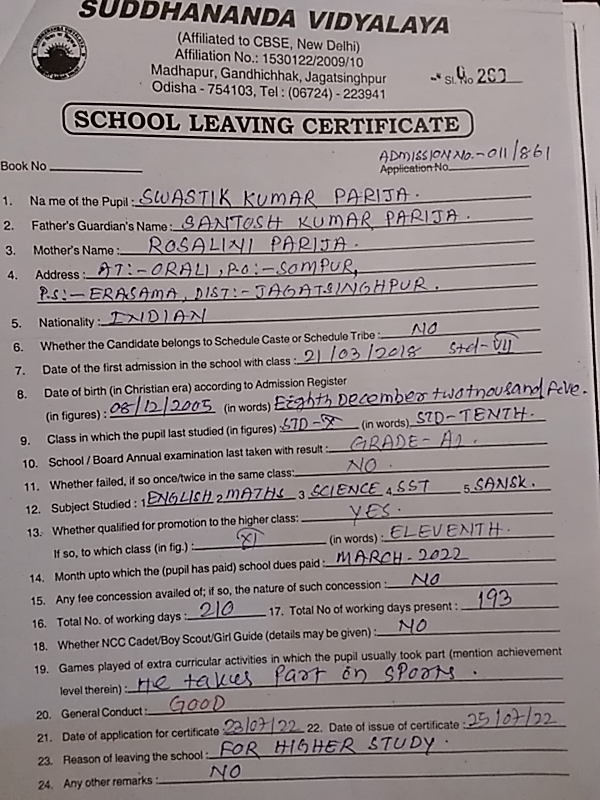 SUDDHANANDA VIDYALAYA
(Affiliated to CBSE, New Delhi)
Affiliation No.: 1530122/2009/10
Madhapur, Gandhichhak, Jagatsinghpur
Odisha - 754103, Tel : (06724) - 223941
Sl. No
SCHOOL LEAVING CERTIFICATE
ADMISSION No.-011/861
Book No Application No.
1. Na me of the Pupil : SWASTIK KUMAR PARIJA.
2. Father's Guardian's Name : SANTOSH KUMAR PARIJA.
3. Mother's Name : ROSALINI PARIJA.
4. Address : AT:-ORALI, P.O:-SOMPUR,
P.S:-ERASAMA, DIST:-JAGATSINGHPUR.
5. Nationality : INDIAN
6. Whether the Candidate belongs to Schedule Caste or Schedule Tribe : NO
7. Date of the first admission in the school with class : 21/03/2018 Std-VII
8. Date of birth (in Christian era) according to Admission Register
(in figures) : 08/12/2005 (in words) Eighth December twothousand five.
9. Class in which the pupil last studied (in figures) STD-X (in words) STD-TENTH.
10. School / Board Annual examination last taken with result : GRADE-A2.
11. Whether failed, if so once/twice in the same class: NO.
12. Subject Studied : 1 ENGLISH 2 MATHS 3 SCIENCE 4 SST 5 SANSK.
13. Whether qualified for promotion to the higher class: YES.
If so, to which class (in fig.) : XI (in words) : ELEVENTH.
14. Month upto which the (pupil has paid) school dues paid : MARCH-2022
15. Any fee concession availed of; if so, the nature of such concession : NO
16. Total No. of working days : 210 17. Total No of working days present : 193
18. Whether NCC Cadet/Boy Scout/Girl Guide (details may be given) : NO
19. Games played of extra curricular activities in which the pupil usually took part (mention achievement
level therein) : He takes Part in sports.
20. General Conduct : GOOD
21. Date of application for certificate 23/07/22 22. Date of issue of certificate : 25/07/22
23. Reason of leaving the school : FOR HIGHER STUDY.
24. Any other remarks : NO